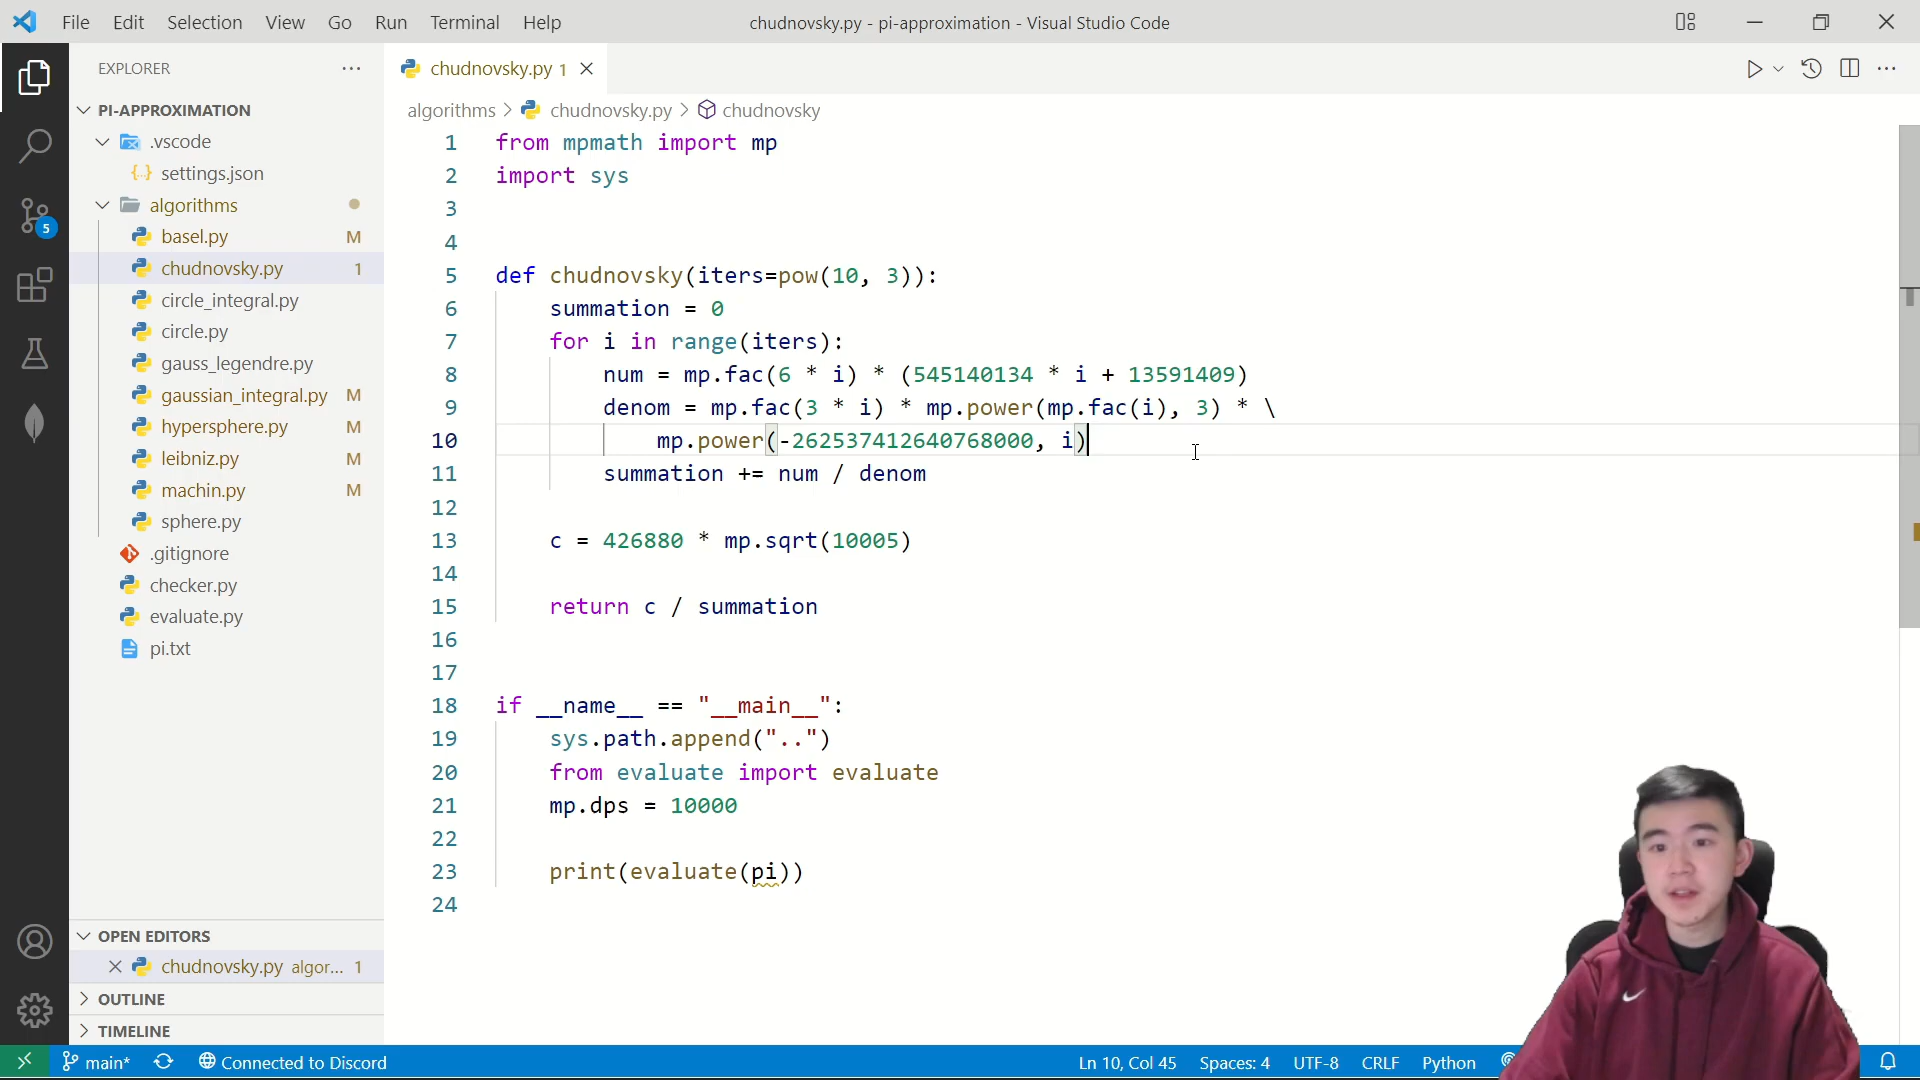 File Edit Selection View Go Run Terminal Help
chudnovsky.py - pi-approximation - Visual Studio Code
EXPLORER
PI-APPROXIMATION
.vscode
{..} settings.json
algorithms
basel.py M
chudnovsky.py 1
circle_integral.py
circle.py
gauss_legendre.py
gaussian_integral.py M
hypersphere.py M
leibniz.py M
machin.py M
sphere.py
.gitignore
checker.py
evaluate.py
pi.txt
5
OPEN EDITORS
chudnovsky.py algor... 1
OUTLINE
TIMELINE
chudnovsky.py 1
algorithms > chudnovsky.py > chudnovsky
1 from mpmath import mp
2 import sys
3
4
5 def chudnovsky(iters=pow(10, 3)):
6 summation = 0
7 for i in range(iters):
8 num = mp.fac(6 * i) * (545140134 * i + 13591409)
9 denom = mp.fac(3 * i) * mp.power(mp.fac(i), 3) * \
10 mp.power(-262537412640768000, i)
11 summation += num / denom
12
13 c = 426880 * mp.sqrt(10005)
14
15 return c / summation
16
17
18 if __name__ == "__main__":
19 sys.path.append("..")
20 from evaluate import evaluate
21 mp.dps = 10000
22
23 print(evaluate(pi))
24
main* Connected to Discord Ln 10, Col 45 Spaces: 4 UTF-8 CRLF Python